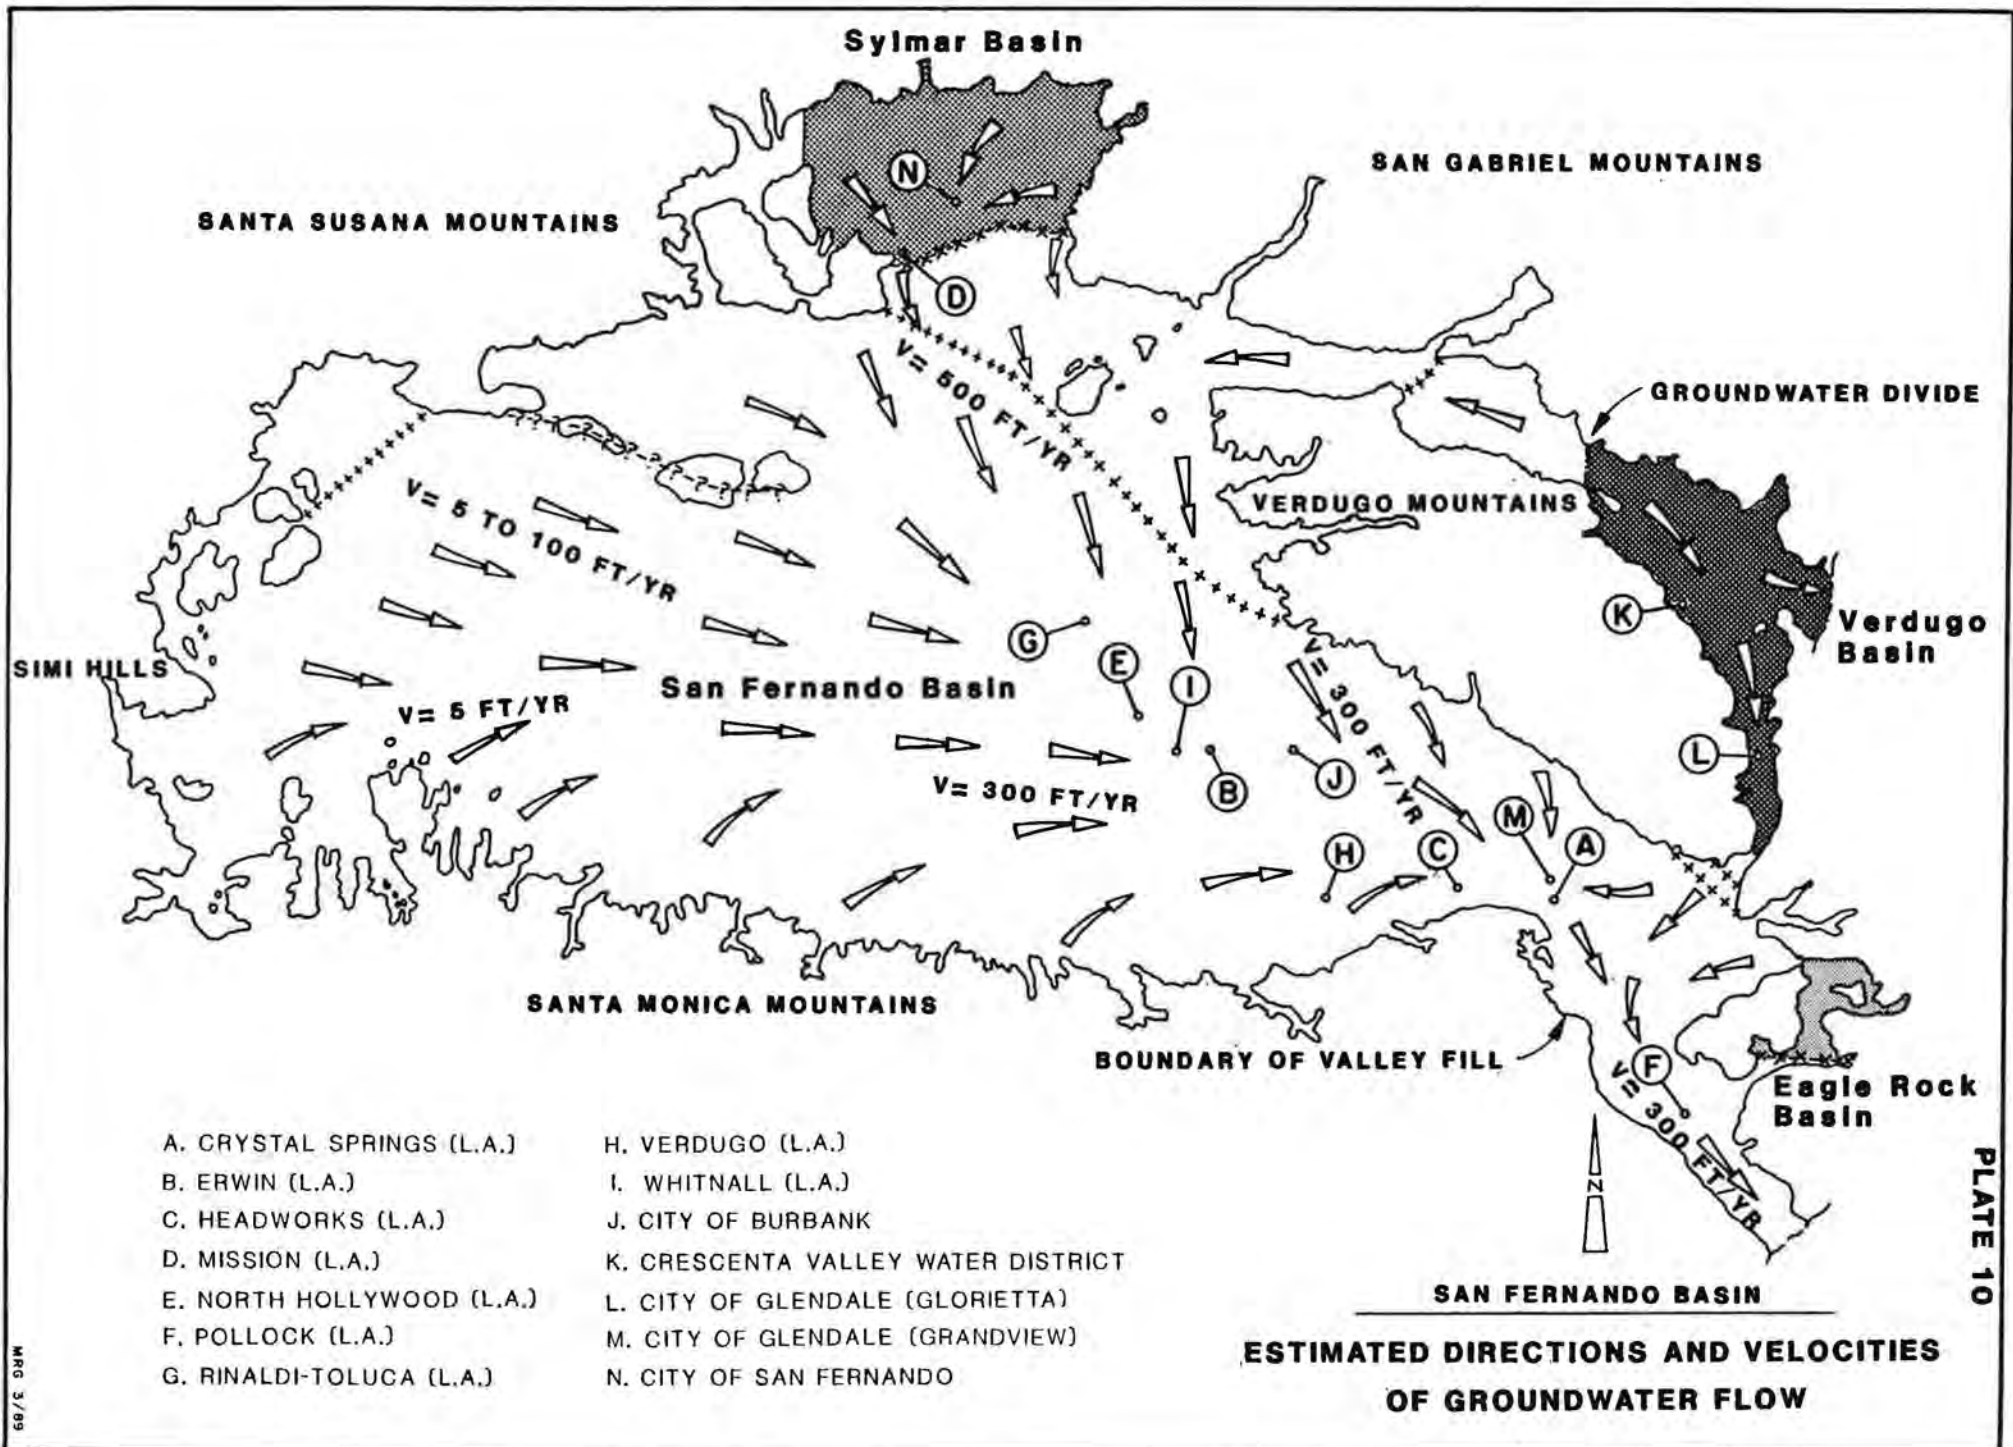 Sylmar Basin
SAN GABRIEL MOUNTAINS
N
SANTA SUSANA MOUNTAINS
D
V= 500 FT/YR
GROUNDWATER DIVIDE
V= 5 TO 100 FT/YR
VERDUGO MOUNTAINS
K
Verdugo
Basin
G
E
SIMI HILLS
San Fernando Basin
I
V= 5 FT/YR
V= 300 FT/YR
L
V= 300 FT/YR
B
J
M
H
C
A
SANTA MONICA MOUNTAINS
BOUNDARY OF VALLEY FILL
F
V= 300 FT/YR
Eagle Rock
Basin
A. CRYSTAL SPRINGS (L.A.)
B. ERWIN (L.A.)
C. HEADWORKS (L.A.)
D. MISSION (L.A.)
E. NORTH HOLLYWOOD (L.A.)
F. POLLOCK (L.A.)
G. RINALDI-TOLUCA (L.A.)
H. VERDUGO (L.A.)
I. WHITNALL (L.A.)
J. CITY OF BURBANK
K. CRESCENTA VALLEY WATER DISTRICT
L. CITY OF GLENDALE (GLORIETTA)
M. CITY OF GLENDALE (GRANDVIEW)
N. CITY OF SAN FERNANDO
N
PLATE 10
SAN FERNANDO BASIN
ESTIMATED DIRECTIONS AND VELOCITIES
OF GROUNDWATER FLOW
MRG 3/89